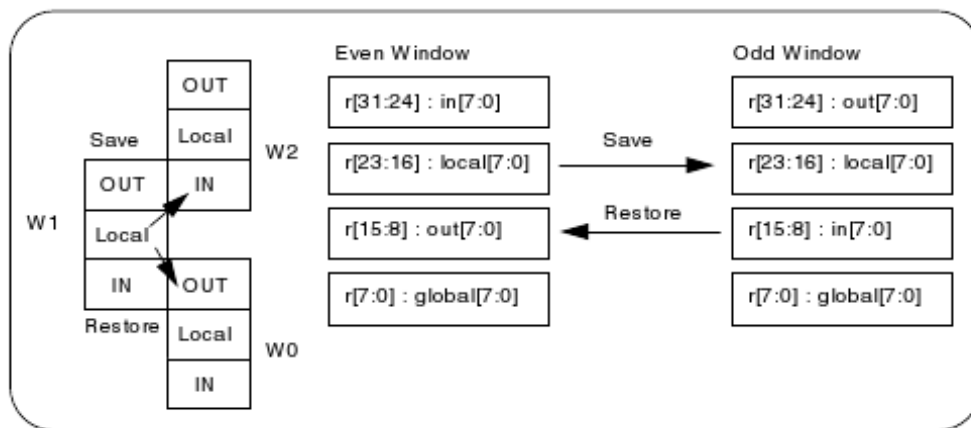 OUT
Local
Save
W2
OUT
IN
W1
Local
IN
OUT
Restore
Local
W0
IN
Even Window
r[31:24] : in[7:0]
r[23:16] : local[7:0]
r[15:8] : out[7:0]
r[7:0] : global[7:0]
Save
Restore
Odd Window
r[31:24] : out[7:0]
r[23:16] : local[7:0]
r[15:8] : in[7:0]
r[7:0] : global[7:0]